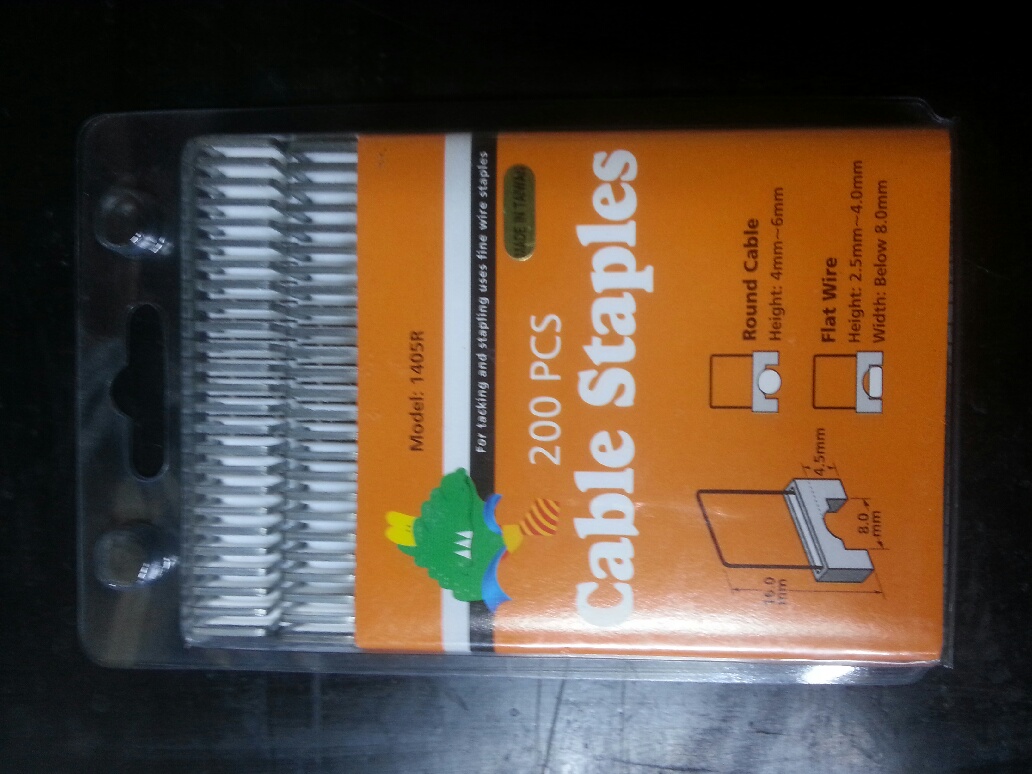 Model: 1405R
For tacking and stapling uses fine wire staples
MADE IN TAIWAN
200 PCS
Cable Staples
Round Cable
Height: 4mm~6mm
Flat Wire
Height: 2.5mm~4.0mm
Width: Below 8.0mm
4.5mm
8.0
mm
16.0
mm